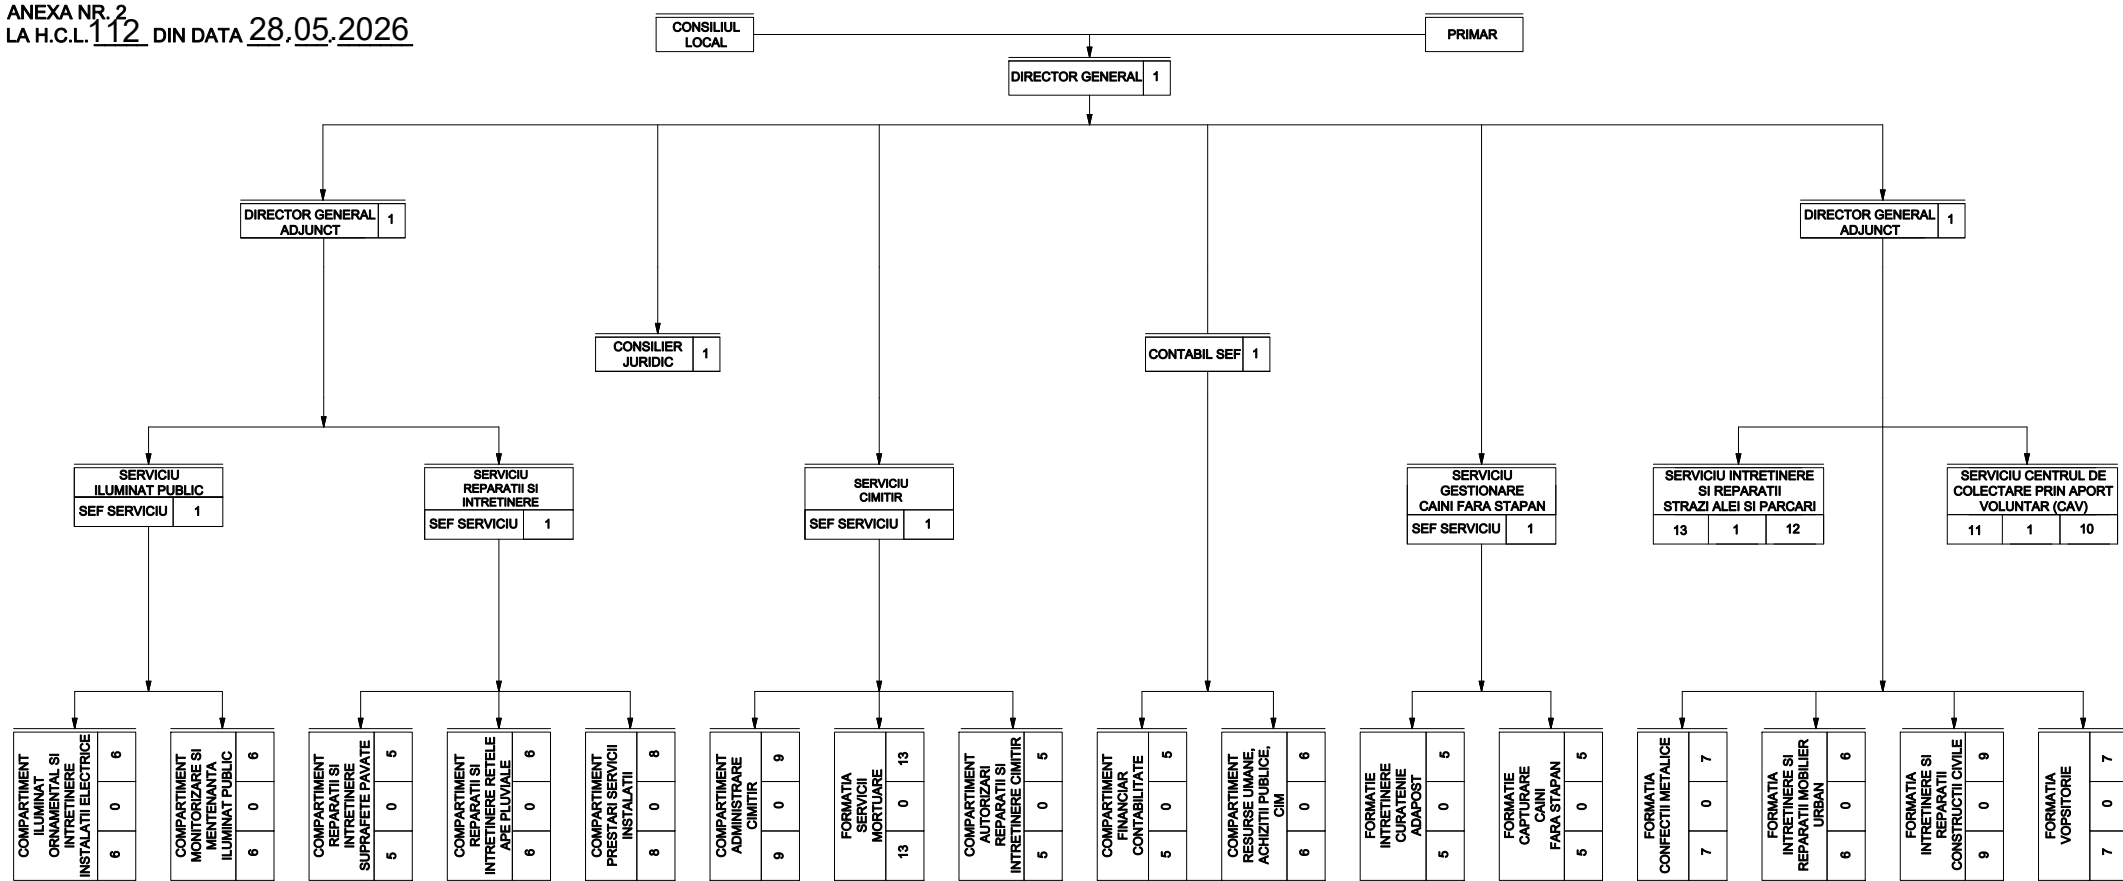 ANEXA NR. 2
LA H.C.L. 112 DIN DATA 28.05.2026
CONSILIUL
LOCAL
PRIMAR
DIRECTOR GENERAL 1
DIRECTOR GENERAL
ADJUNCT
1
DIRECTOR GENERAL
ADJUNCT
1
CONSILIER
JURIDIC
1
CONTABIL SEF 1
SERVICIU
ILUMINAT PUBLIC
SEF SERVICIU 1
SERVICIU
REPARATII SI
INTRETINERE
SEF SERVICIU 1
SERVICIU
CIMITIR
SEF SERVICIU 1
SERVICIU
GESTIONARE
CAINI FARA STAPAN
SEF SERVICIU 1
SERVICIU INTRETINERE
SI REPARATII
STRAZI ALEI SI PARCARI
13 1 12
SERVICIU CENTRUL DE
COLECTARE PRIN APORT
VOLUNTAR (CAV)
11 1 10
COMPARTIMENT
ILUMINAT
ORNAMENTAL SI
INTRETINERE
INSTALATII ELECTRICE
6 0 6
COMPARTIMENT
MONITORIZARE SI
MENTENANTA
ILUMINAT PUBLIC
6 0 6
COMPARTIMENT
REPARATII SI
INTRETINERE
SUPRAFETE PAVATE
5 0 5
COMPARTIMENT
REPARATII SI
INTRETINERE RETELE
APE PLUVIALE
6 0 6
COMPARTIMENT
PRESTARI SERVICII
INSTALATII
8 0 8
COMPARTIMENT
ADMINISTRARE
CIMITIR
9 0 9
FORMATIA
SERVICII
MORTUARE
13 0 13
COMPARTIMENT
AUTORIZARI
REPARATII SI
INTRETINERE CIMITIR
5 0 5
COMPARTIMENT
FINANCIAR
CONTABILITATE
5 0 5
COMPARTIMENT
RESURSE UMANE,
ACHIZITII PUBLICE,
CIM
6 0 6
FORMATIE
INTRETINERE
CURATENIE
ADAPOST
5 0 5
FORMATIE
CAPTURARE
CAINI
FARA STAPAN
5 0 5
FORMATIA
CONFECTII METALICE
7 0 7
FORMATIA
INTRETINERE SI
REPARATII MOBILIER
URBAN
6 0 6
FORMATIA
INTRETINERE SI
REPARATII
CONSTRUCTII CIVILE
9 0 9
FORMATIA
VOPSITORIE
7 0 7